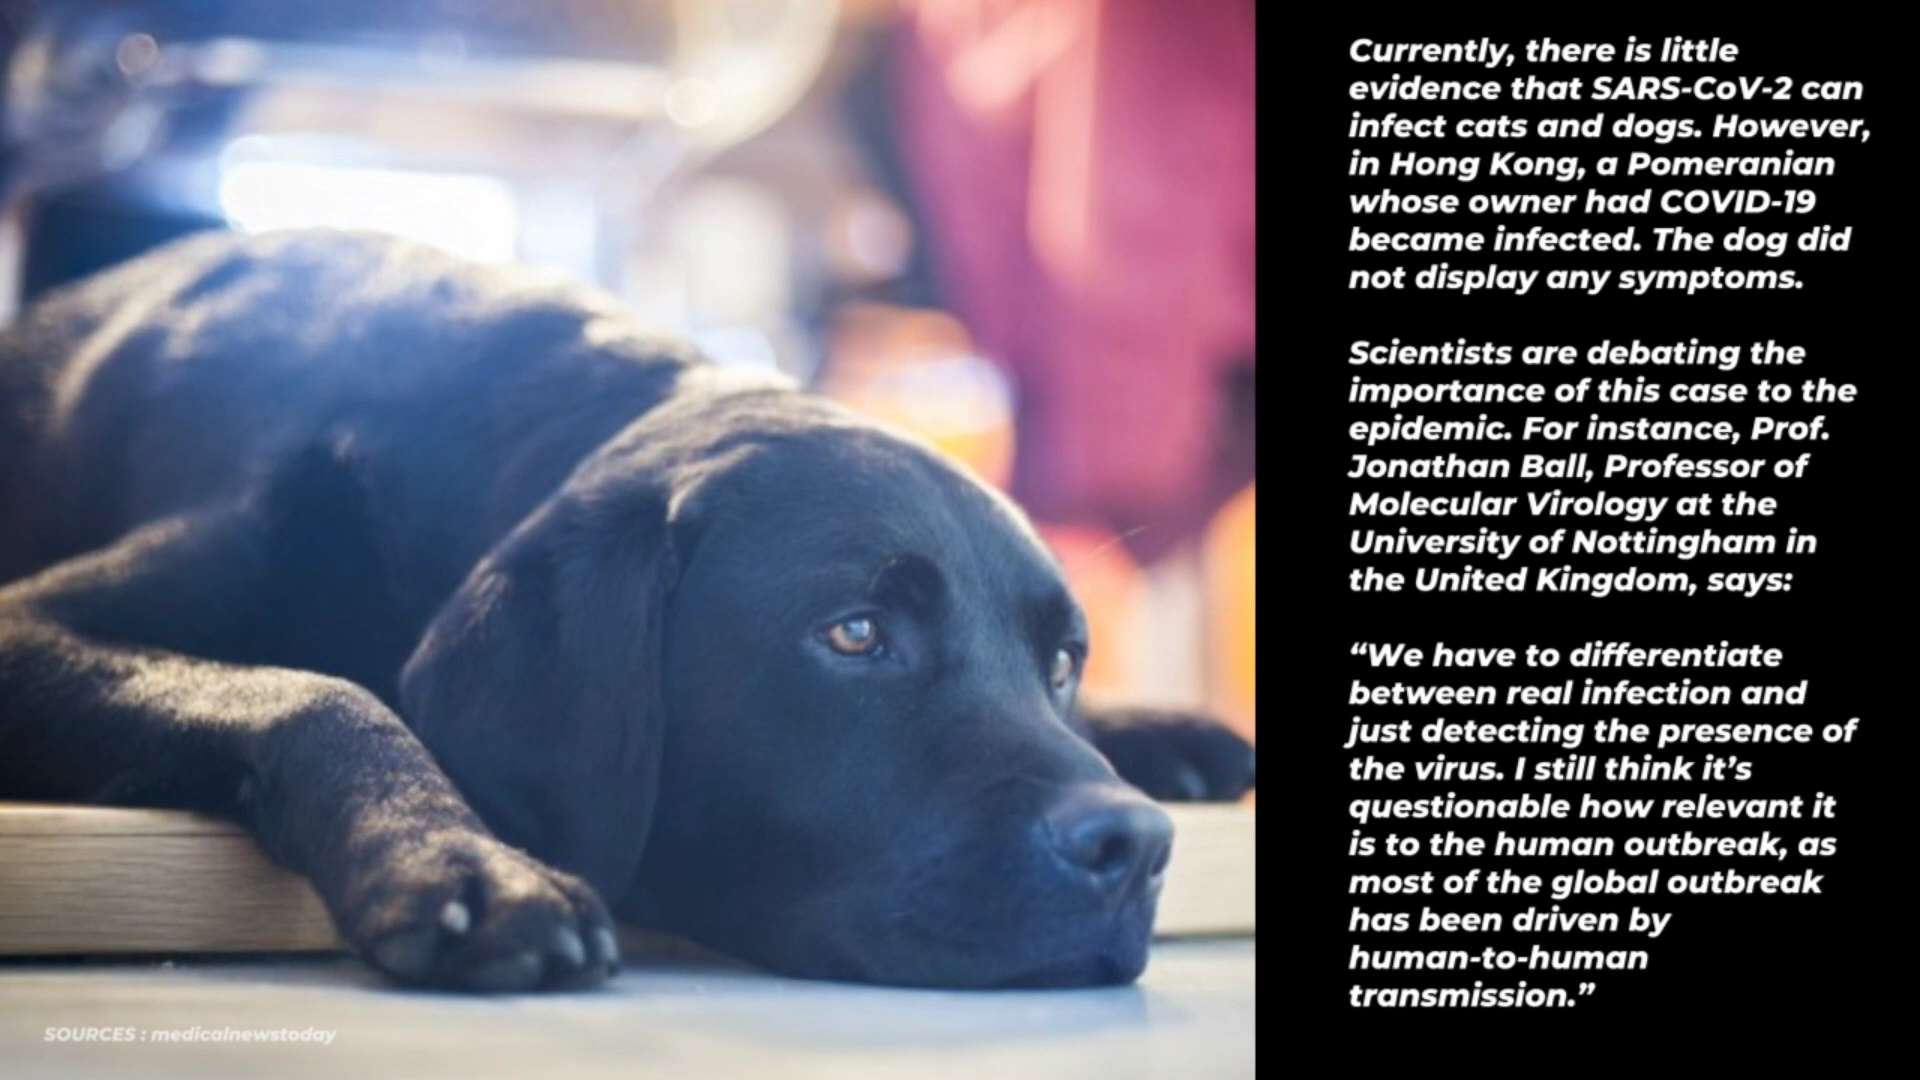 Currently, there is little
evidence that SARS-CoV-2 can
infect cats and dogs. However,
in Hong Kong, a Pomeranian
whose owner had COVID-19
became infected. The dog did
not display any symptoms.
Scientists are debating the
importance of this case to the
epidemic. For instance, Prof.
Jonathan Ball, Professor of
Molecular Virology at the
University of Nottingham in
the United Kingdom, says:
“We have to differentiate
between real infection and
just detecting the presence of
the virus. I still think it’s
questionable how relevant it
is to the human outbreak, as
most of the global outbreak
has been driven by
human-to-human
transmission.”
SOURCES : medicalnewstoday